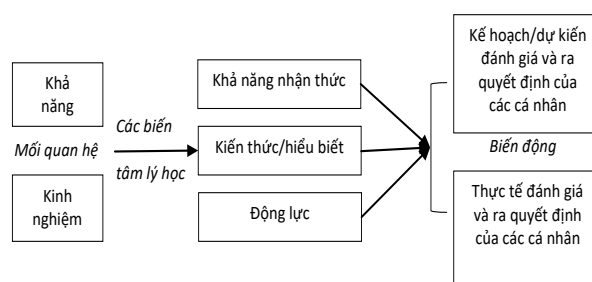 Khả
năng
Mối quan hệ
Kinh
nghiệm
Các biến
tâm lý học
Khả năng nhận thức
Kiến thức/hiểu biết
Động lực
Kế hoạch/dự kiến
đánh giá và ra
quyết định của
các cá nhân
Biến động
Thực tế đánh giá
và ra quyết định
của các cá nhân